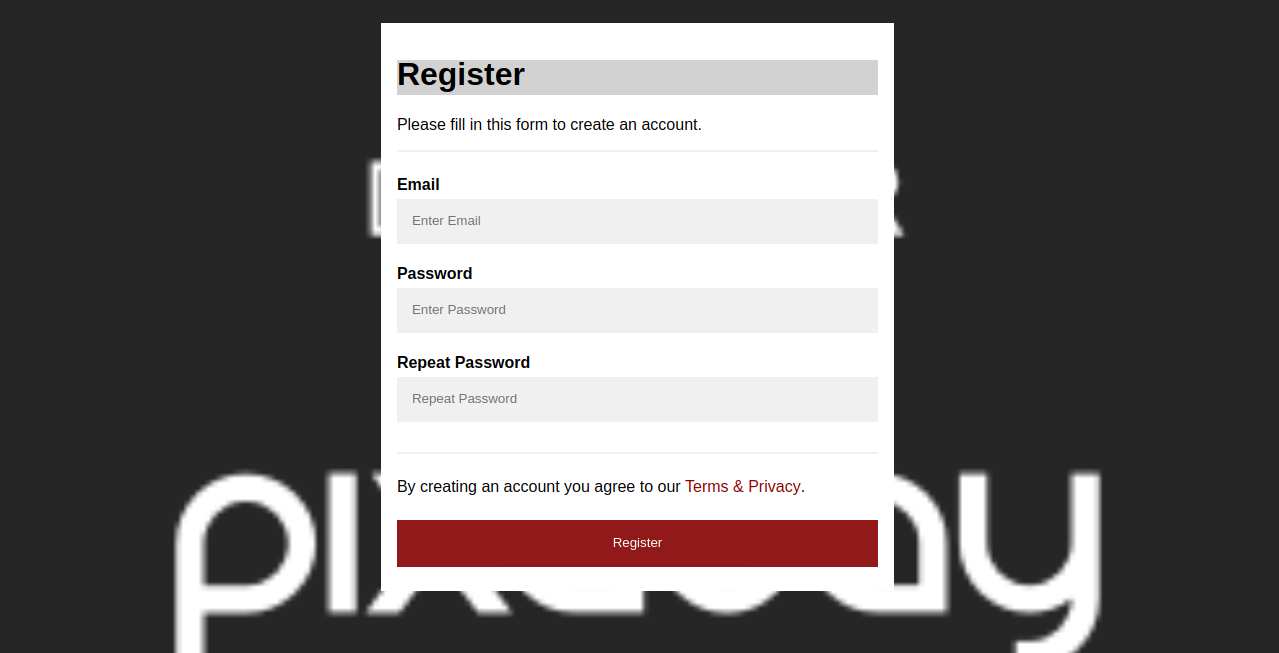 Register
Please fill in this form to create an account.
Email
Enter Email
Password
Enter Password
Repeat Password
Repeat Password
By creating an account you agree to our Terms & Privacy.
Register